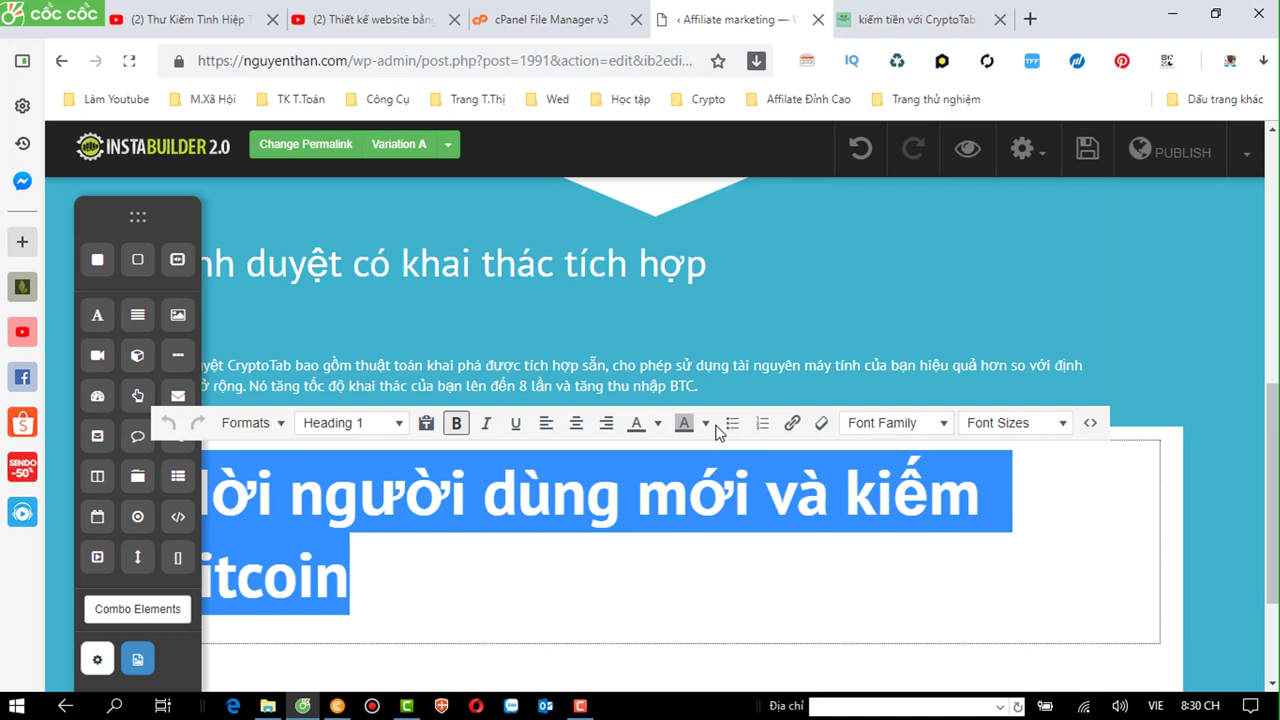 cốc cốc
(2) Thư Kiếm Tình Hiệp T
(2) Thiết kế website bằng
cPanel File Manager v3
‹ Affiliate marketing —
kiếm tiền với CryptoTab
https://nguyenthan.com/wp-admin/post.php?post=1991&action=edit&ib2edi...
IQ
TFF
Làm Youtube
M.Xã Hội
TK T.Toán
Công Cụ
Trang T.Thị
Wed
Học tập
Crypto
Affilate Đỉnh Cao
Trang thử nghiệm
Dấu trang khác
INSTABUILDER 2.0
Change Permalink
Variation A
PUBLISH
nh duyệt có khai thác tích hợp
yệt CryptoTab bao gồm thuật toán khai phá được tích hợp sẵn, cho phép sử dụng tài nguyên máy tính của bạn hiệu quả hơn so với định
ở rộng. Nó tăng tốc độ khai thác của bạn lên đến 8 lần và tăng thu nhập BTC.
Formats
Heading 1
B
I
U
A
A
Font Family
Font Sizes
lời người dùng mới và kiếm
itcoin
SENDO
-50%
A
Combo Elements
Địa chỉ
VIE
8:30 CH